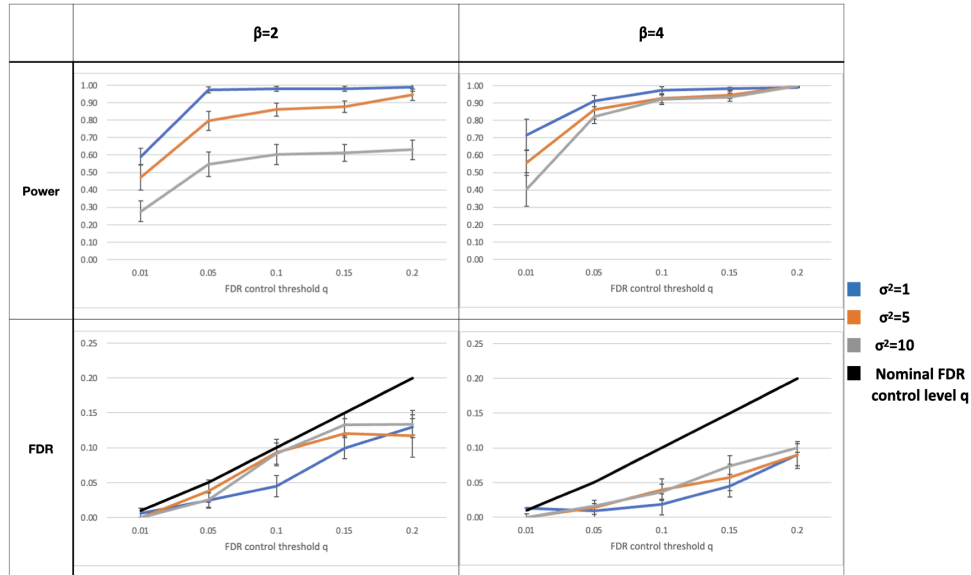 β=2
β=4
Power
1.00
0.90
0.80
0.70
0.60
0.50
0.40
0.30
0.20
0.10
0.00
0.01 0.05 0.1 0.15 0.2
FDR control threshold q
1.00
0.90
0.80
0.70
0.60
0.50
0.40
0.30
0.20
0.10
0.00
0.01 0.05 0.1 0.15 0.2
FDR control threshold q
FDR
0.25
0.20
0.15
0.10
0.05
0.00
0.01 0.05 0.1 0.15 0.2
FDR control threshold q
0.25
0.20
0.15
0.10
0.05
0.00
0.01 0.05 0.1 0.15 0.2
FDR control threshold q
σ²=1
σ²=5
σ²=10
Nominal FDR
control level q